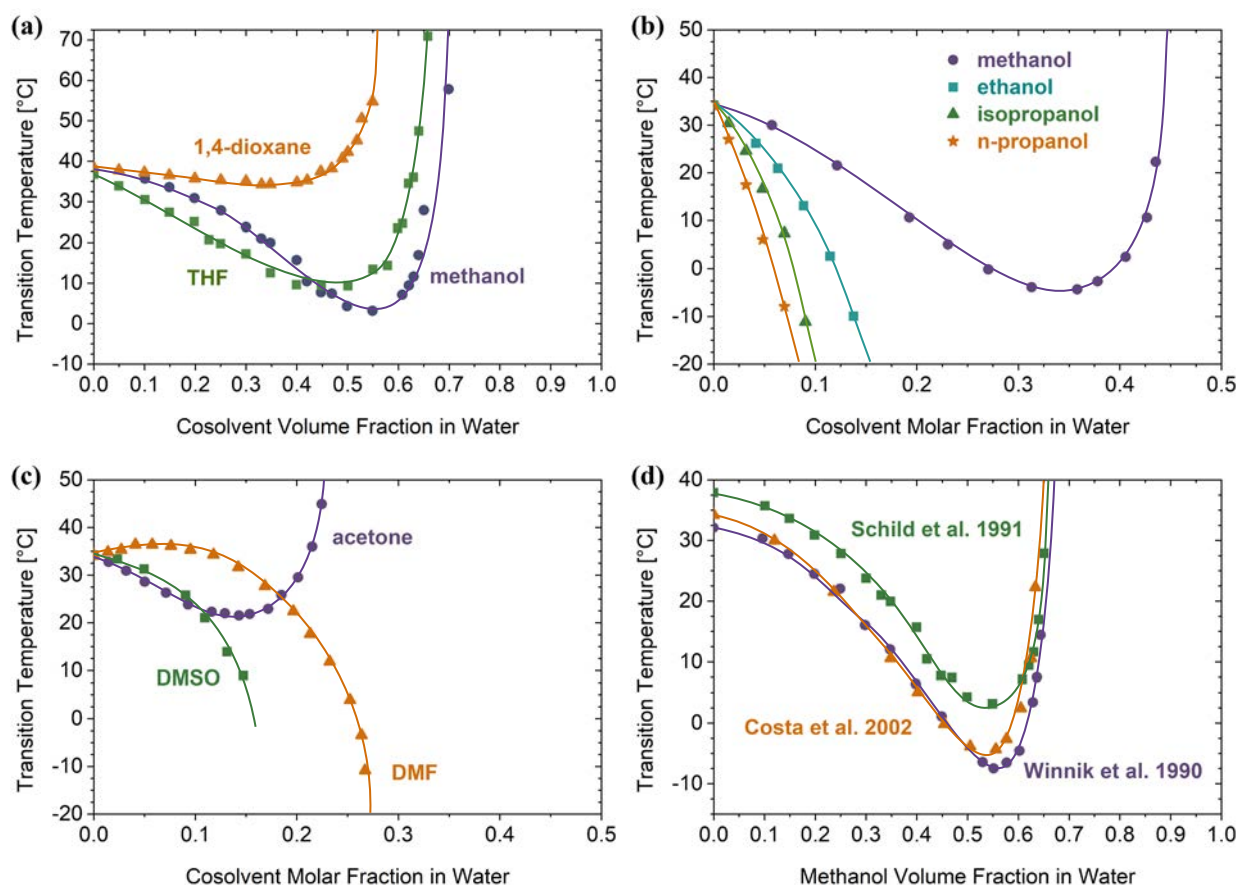 (a)
Transition Temperature [°C]
70
60
50
40
30
20
10
0
-10
1,4-dioxane
THF
methanol
0.0 0.1 0.2 0.3 0.4 0.5 0.6 0.7 0.8 0.9 1.0
Cosolvent Volume Fraction in Water
(b)
Transition Temperature [°C]
50
40
30
20
10
0
-10
-20
methanol
ethanol
isopropanol
n-propanol
0.0 0.1 0.2 0.3 0.4 0.5
Cosolvent Molar Fraction in Water
(c)
Transition Temperature [°C]
50
40
30
20
10
0
-10
-20
acetone
DMSO
DMF
0.0 0.1 0.2 0.3 0.4 0.5
Cosolvent Molar Fraction in Water
(d)
Transition Temperature [°C]
40
30
20
10
0
-10
Schild et al. 1991
Costa et al. 2002
Winnik et al. 1990
0.0 0.1 0.2 0.3 0.4 0.5 0.6 0.7 0.8 0.9 1.0
Methanol Volume Fraction in Water